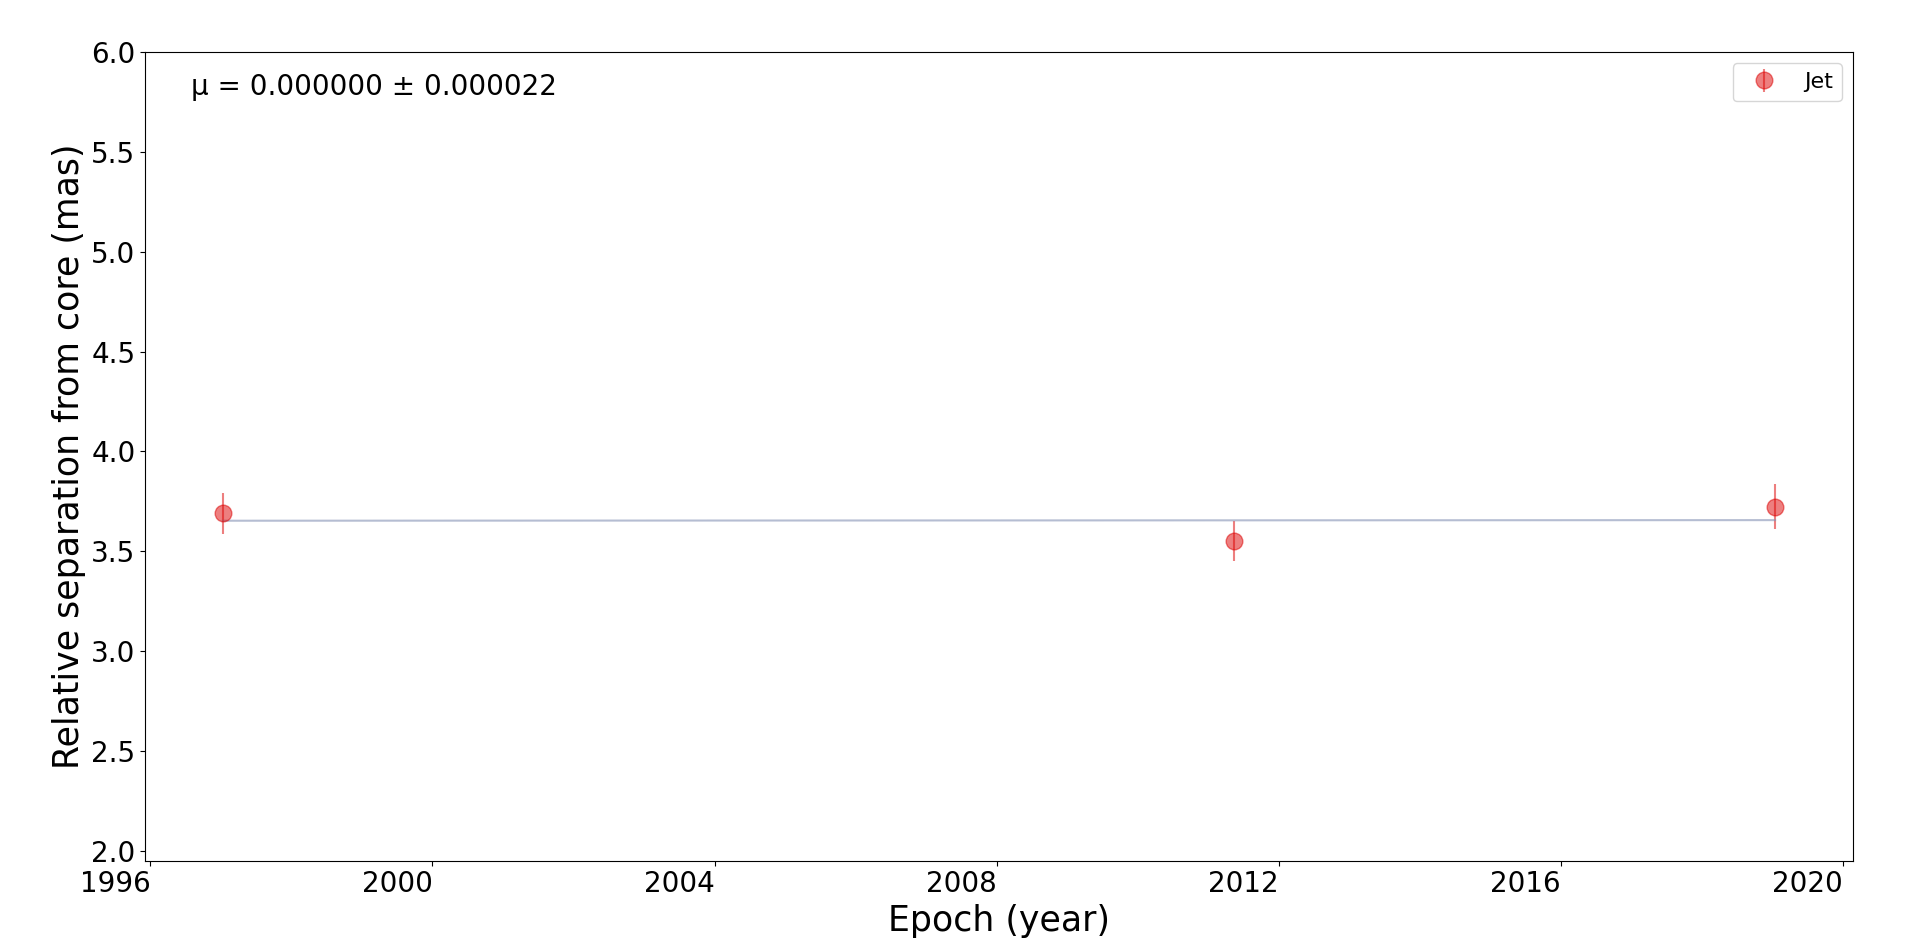 μ = 0.000000 ± 0.000022
Jet
Relative separation from core (mas)
6.0
5.5
5.0
4.5
4.0
3.5
3.0
2.5
2.0
1996 2000 2004 2008 2012 2016 2020
Epoch (year)